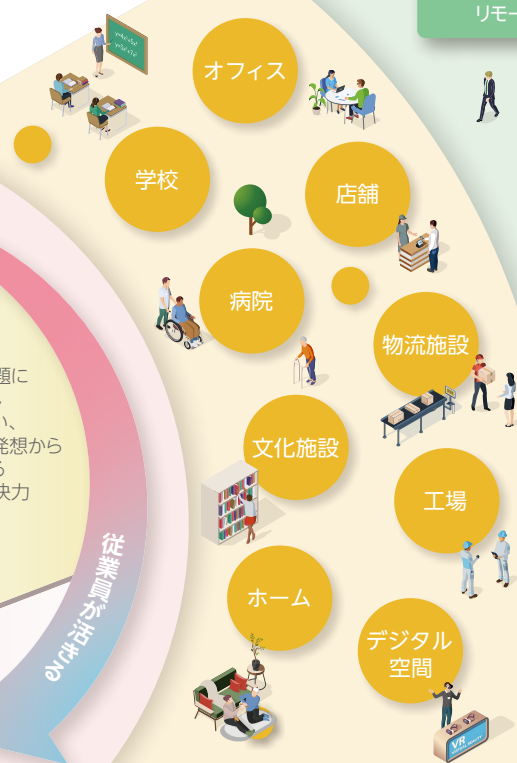 リモー
オフィス
学校
店舗
病院
物流施設
題に
い、
発想から
る
決力
文化施設
工場
従業員が活きる
ホーム
デジタル
空間
VR